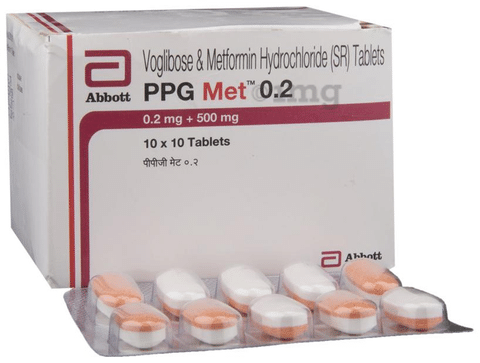 Voglibose & Metformin Hydrochloride (SR) Tablets
Abbott
PPG Met™ 0.2
0.2 mg + 500 mg
10 x 10 Tablets
पीपीजी मेट ०.२
Abbott